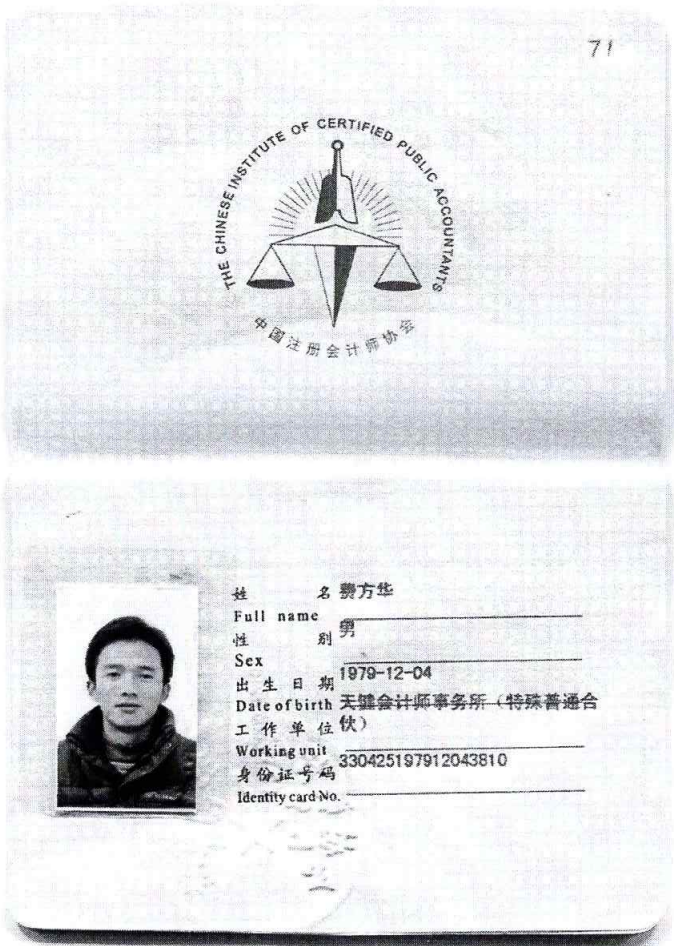 71
THE CHINESE INSTITUTE OF CERTIFIED PUBLIC ACCOUNTANTS
中国注册会计师协会
姓 名 费方华
Full name
性 别 男
Sex
出生日期 1979-12-04
Date of birth
工作单位 天健会计师事务所（特殊普通合
伙）
Working unit
身份证号码 330425197912043810
Identity card No.